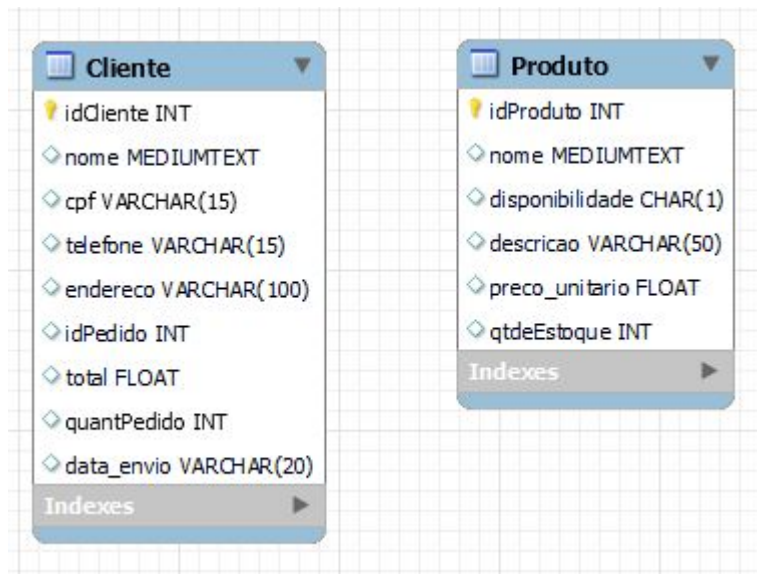 Cliente
idCliente INT
nome MEDIUMTEXT
cpf VARCHAR(15)
telefone VARCHAR(15)
endereco VARCHAR(100)
idPedido INT
total FLOAT
quantPedido INT
data_envio VARCHAR(20)
Indexes
Produto
idProduto INT
nome MEDIUMTEXT
disponibilidade CHAR(1)
descricao VARCHAR(50)
preco_unitario FLOAT
qtdeEstoque INT
Indexes